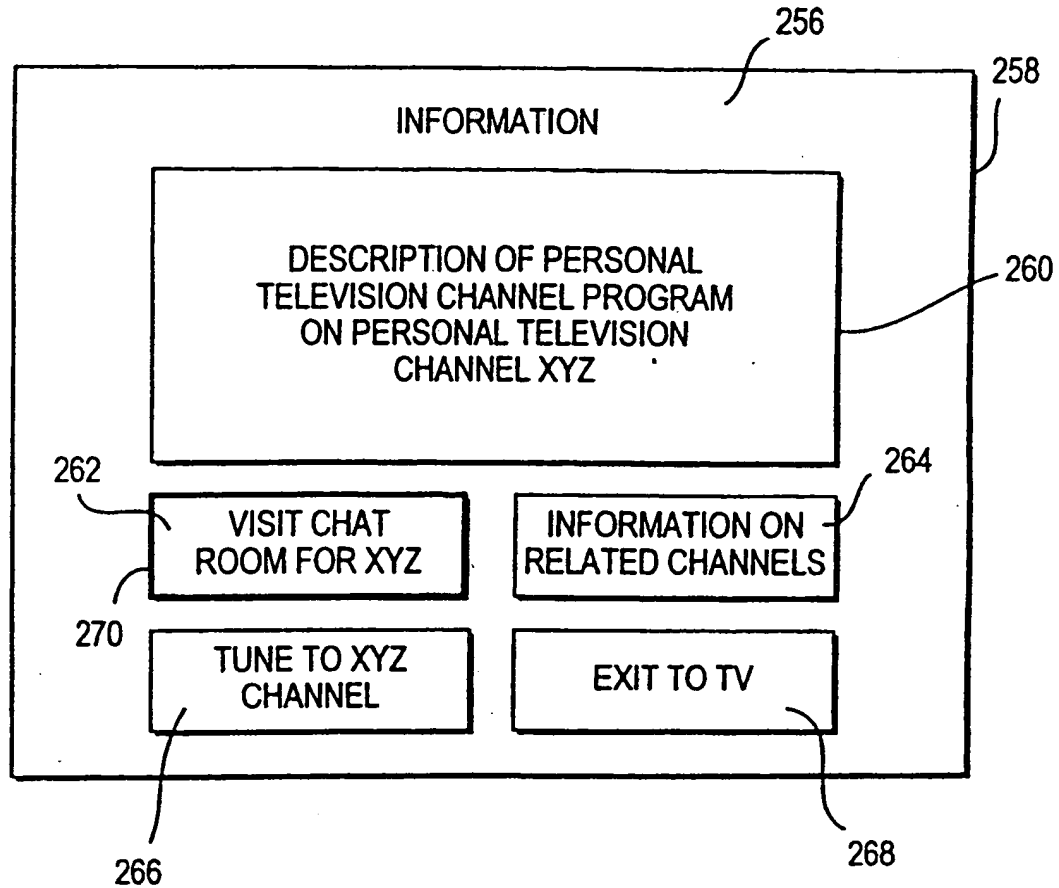 256
258
INFORMATION
DESCRIPTION OF PERSONAL
TELEVISION CHANNEL PROGRAM
ON PERSONAL TELEVISION
CHANNEL XYZ
260
262
VISIT CHAT
ROOM FOR XYZ
264
INFORMATION ON
RELATED CHANNELS
270
TUNE TO XYZ
CHANNEL
EXIT TO TV
266
268